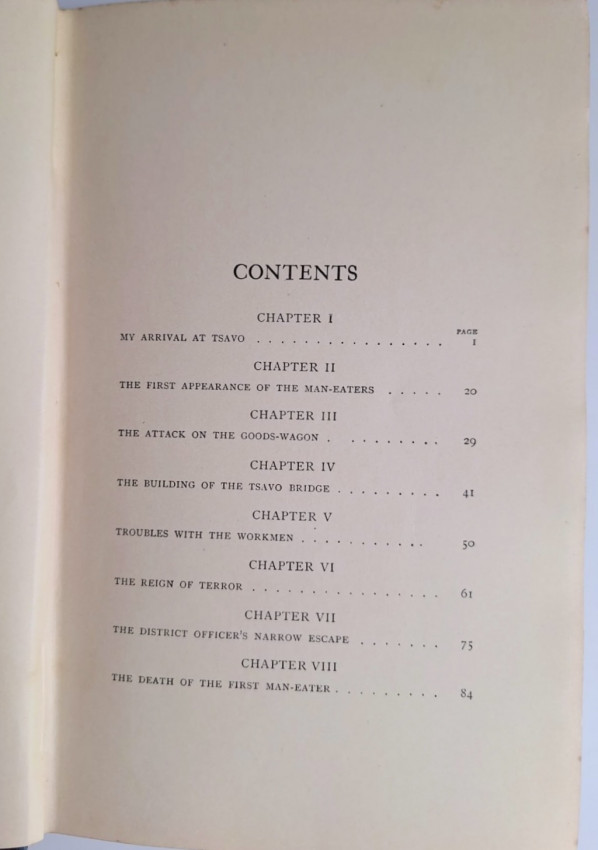 CONTENTS
CHAPTER I
PAGE
MY ARRIVAL AT TSAVO . . . . . . . . . . . . . . . . 1
CHAPTER II
THE FIRST APPEARANCE OF THE MAN-EATERS . . . . . 20
CHAPTER III
THE ATTACK ON THE GOODS-WAGON . . . . . . . . . 29
CHAPTER IV
THE BUILDING OF THE TSAVO BRIDGE . . . . . . . . . 41
CHAPTER V
TROUBLES WITH THE WORKMEN . . . . . . . . . . . 50
CHAPTER VI
THE REIGN OF TERROR . . . . . . . . . . . . . . . . 61
CHAPTER VII
THE DISTRICT OFFICER'S NARROW ESCAPE . . . . . . . 75
CHAPTER VIII
THE DEATH OF THE FIRST MAN-EATER . . . . . . . . . 84